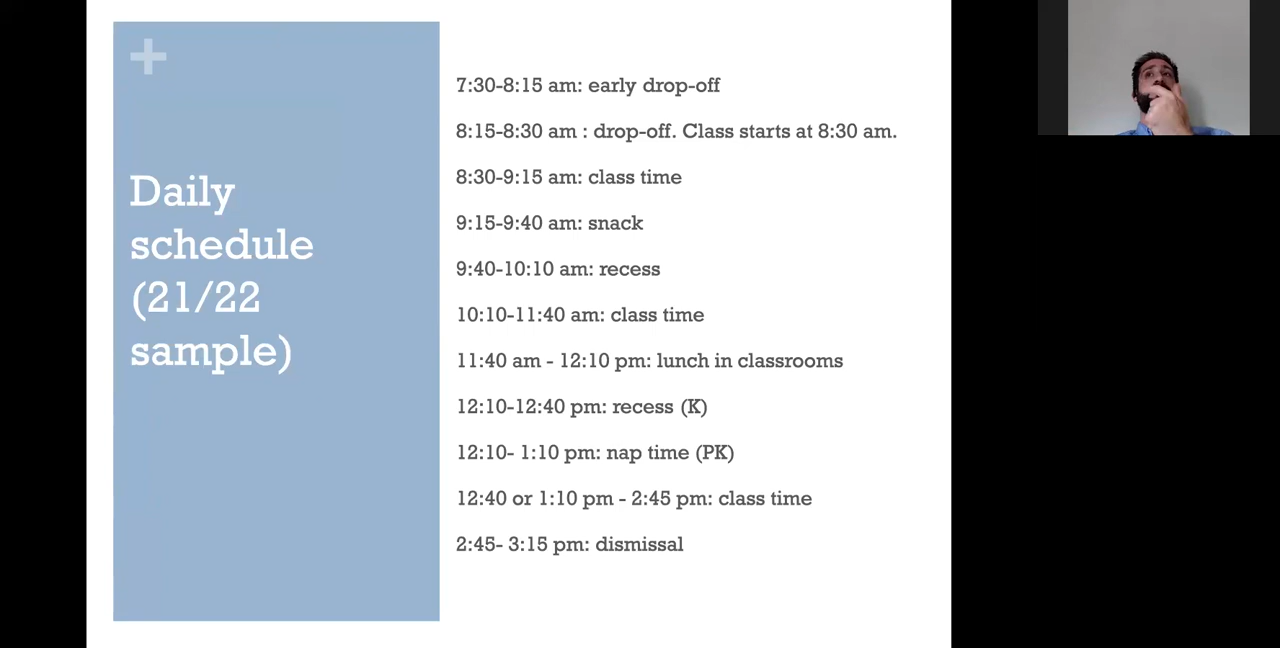 Daily
schedule
(21/22
sample)
7:30-8:15 am: early drop-off
8:15-8:30 am : drop-off. Class starts at 8:30 am.
8:30-9:15 am: class time
9:15-9:40 am: snack
9:40-10:10 am: recess
10:10-11:40 am: class time
11:40 am - 12:10 pm: lunch in classrooms
12:10-12:40 pm: recess (K)
12:10- 1:10 pm: nap time (PK)
12:40 or 1:10 pm - 2:45 pm: class time
2:45- 3:15 pm: dismissal